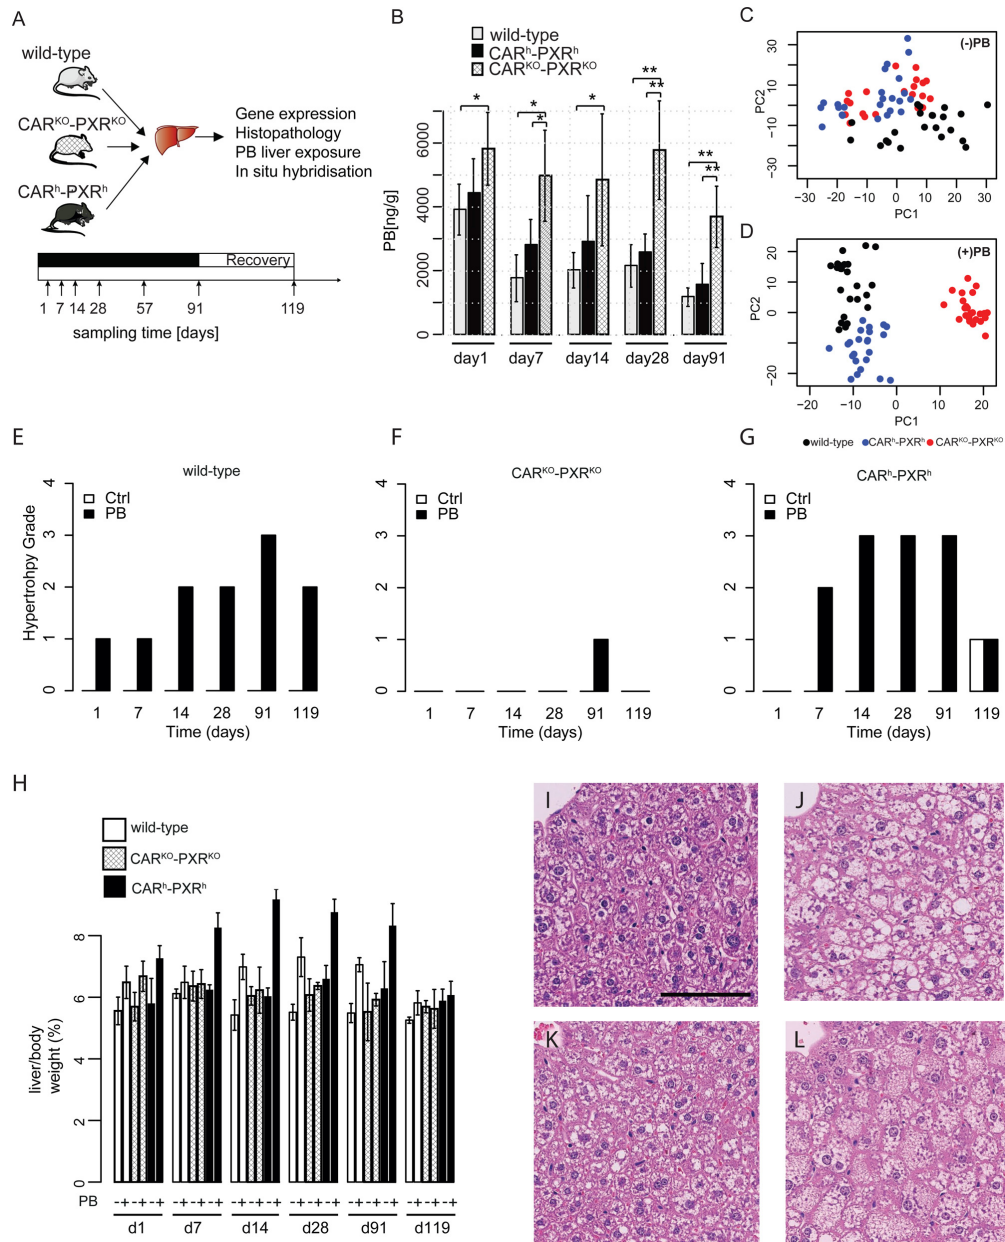 A
wild-type
CARKO-PXRKO
CARh-PXRh
Gene expression
Histopathology
PB liver exposure
In situ hybridisation
Recovery
1 7 14 28 57 91 119
sampling time [days]
B
wild-type
CARh-PXRh
CARKO-PXRKO
PB[ng/g]
0 2000 4000 6000
* * * * ** ** ** **
day1 day7 day14 day28 day91
C
(-)PB
PC2
30 10 −10 −30
−30 −20 −10 0 10 20 30
PC1
D
(+)PB
PC2
20 10 0 −20
−20 −10 0 10 20
PC1
wild-type CARh-PXRh CARKO-PXRKO
E
wild-type
Ctrl
PB
Hypertrohpy Grade
0 1 2 3 4
1 7 14 28 91 119
Time (days)
F
CARKO-PXRKO
Ctrl
PB
0 1 2 3 4
1 7 14 28 91 119
Time (days)
G
CARh-PXRh
Ctrl
PB
0 1 2 3 4
1 7 14 28 91 119
Time (days)
H
wild-type
CARKO-PXRKO
CARh-PXRh
liver/body
weight (%)
0 2 4 6 8
PB -+-+-+ -+-+-+ -+-+-+ -+-+-+ -+-+-+ -+-+-+
d1 d7 d14 d28 d91 d119
I
J
K
L